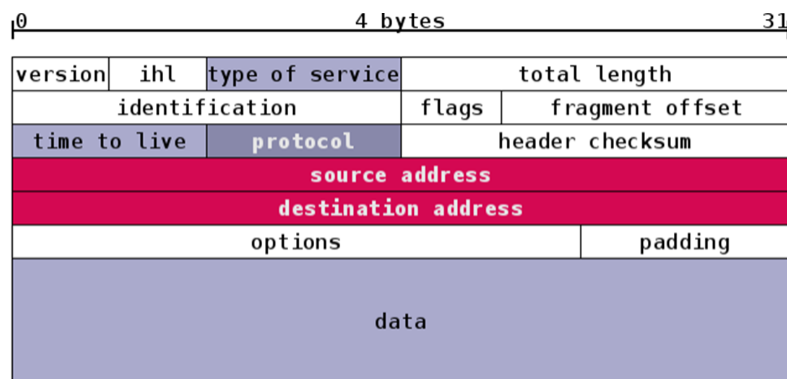 0 4 bytes 31
version ihl type of service total length
identification flags fragment offset
time to live protocol header checksum
source address
destination address
options padding
data